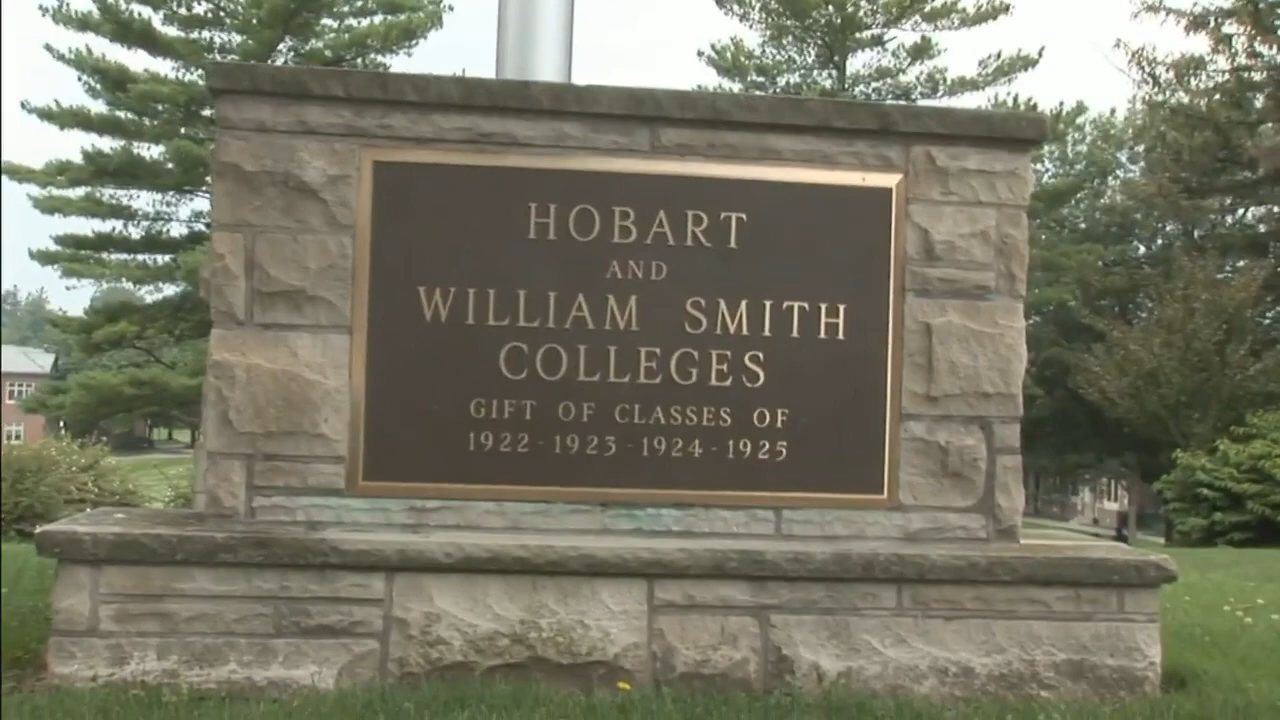 HOBART
AND
WILLIAM SMITH
COLLEGES
GIFT OF CLASSES OF
1922-1923-1924-1925